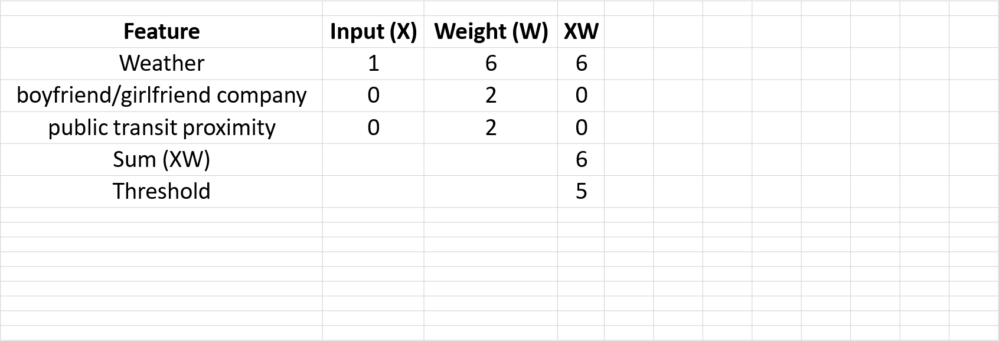 Feature Input (X) Weight (W) XW
Weather 1 6 6
boyfriend/girlfriend company 0 2 0
public transit proximity 0 2 0
Sum (XW) 6
Threshold 5